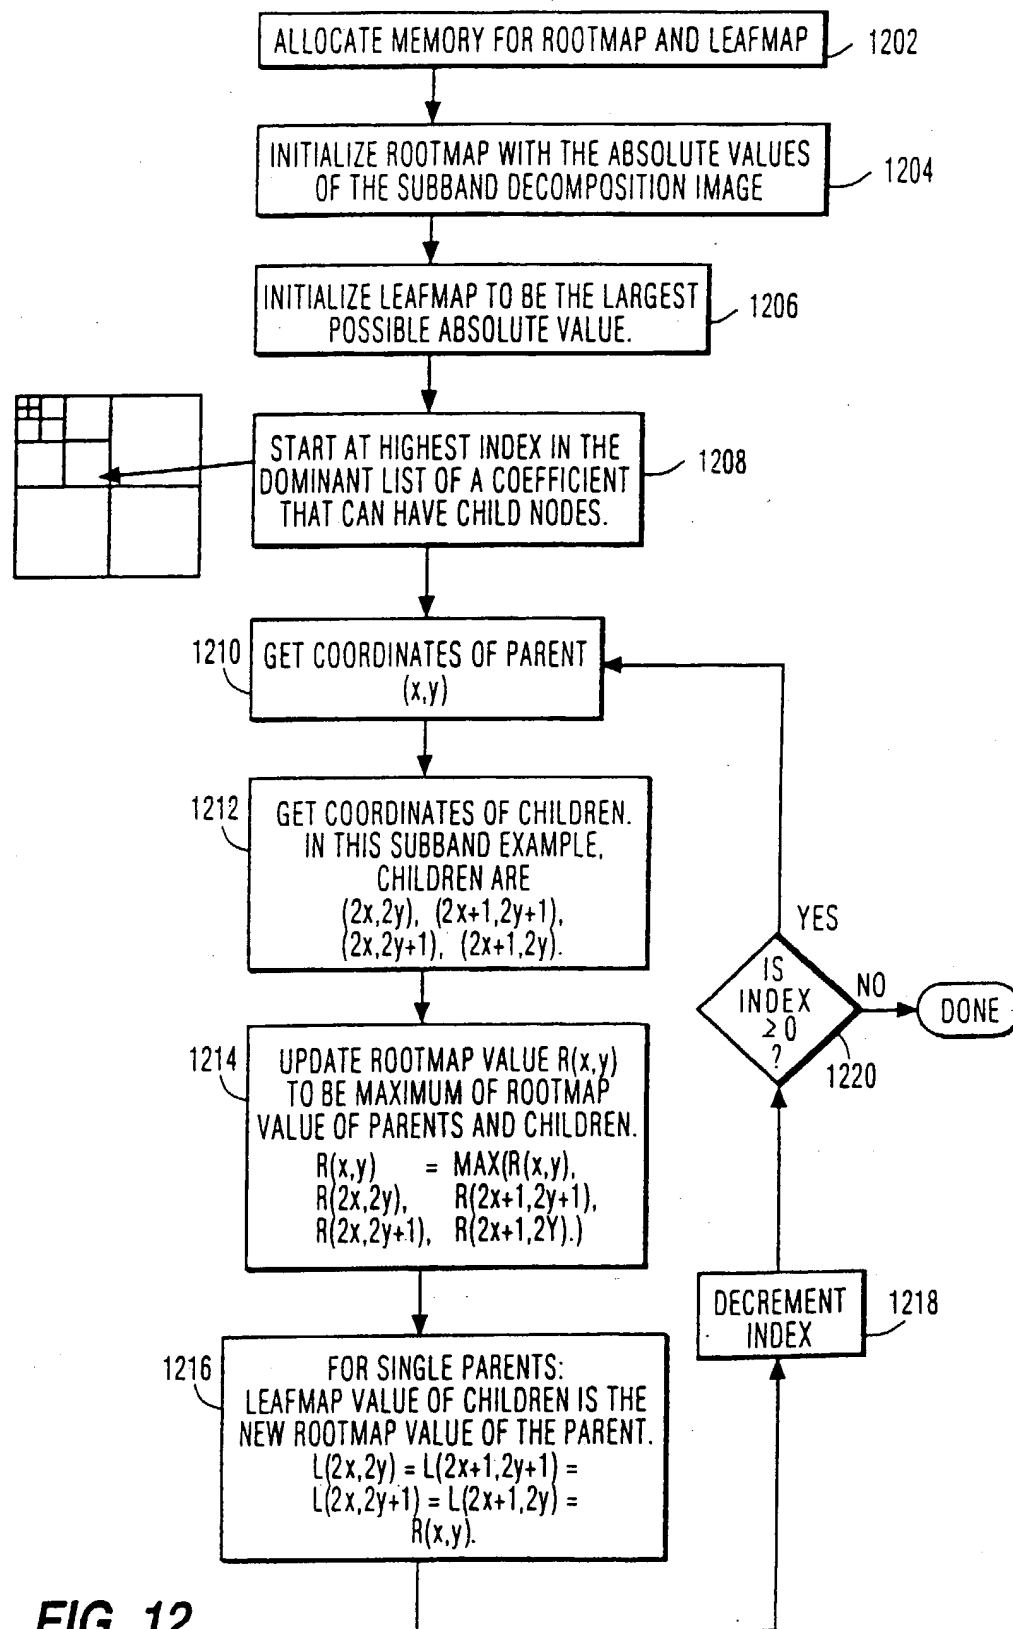 ALLOCATE MEMORY FOR ROOTMAP AND LEAFMAP
1202
INITIALIZE ROOTMAP WITH THE ABSOLUTE VALUES
OF THE SUBBAND DECOMPOSITION IMAGE
1204
INITIALIZE LEAFMAP TO BE THE LARGEST
POSSIBLE ABSOLUTE VALUE.
1206
START AT HIGHEST INDEX IN THE
DOMINANT LIST OF A COEFFICIENT
THAT CAN HAVE CHILD NODES.
1208
1210
GET COORDINATES OF PARENT
(x,y)
1212
GET COORDINATES OF CHILDREN.
IN THIS SUBBAND EXAMPLE,
CHILDREN ARE
(2x,2y), (2x+1,2y+1),
(2x,2y+1), (2x+1,2y).
YES
IS
INDEX
≥0
?
NO
DONE
1220
1214
UPDATE ROOTMAP VALUE R(x,y)
TO BE MAXIMUM OF ROOTMAP
VALUE OF PARENTS AND CHILDREN.
R(x,y) = MAX(R(x,y),
R(2x,2y), R(2x+1,2y+1),
R(2x,2y+1), R(2x+1,2Y).)
DECREMENT
INDEX
1218
1216
FOR SINGLE PARENTS:
LEAFMAP VALUE OF CHILDREN IS THE
NEW ROOTMAP VALUE OF THE PARENT.
L(2x,2y) = L(2x+1,2y+1) =
L(2x,2y+1) = L(2x+1,2y) =
R(x,y).
FIG. 12